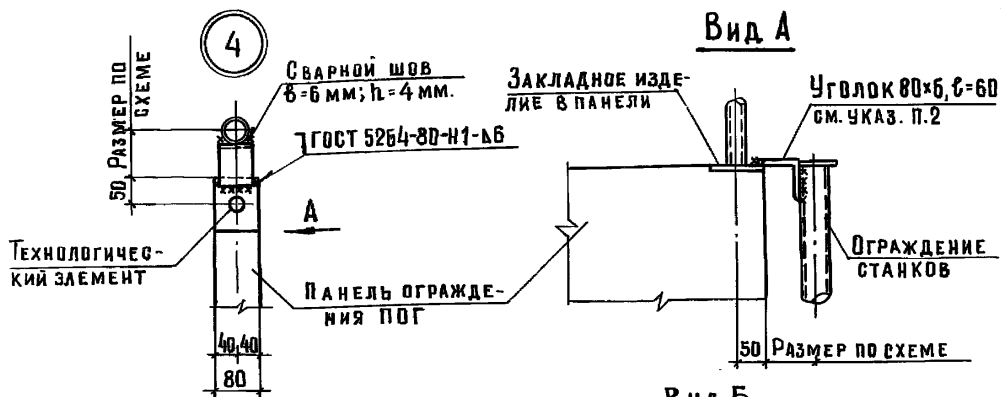 4
Сварной шов
в=6 мм; h=4 мм.
ГОСТ 5264-80-Н1-Δ6
Размер по
схеме
50
А
Технологичес-
кий элемент
Панель огражде-
ния ПОГ
40 40
80
Вид А
Закладное изде-
лие в панели
Уголок 80×6, ℓ=60
см. указ. п.2
Ограждение
станков
50 Размер по схеме
Вид Б